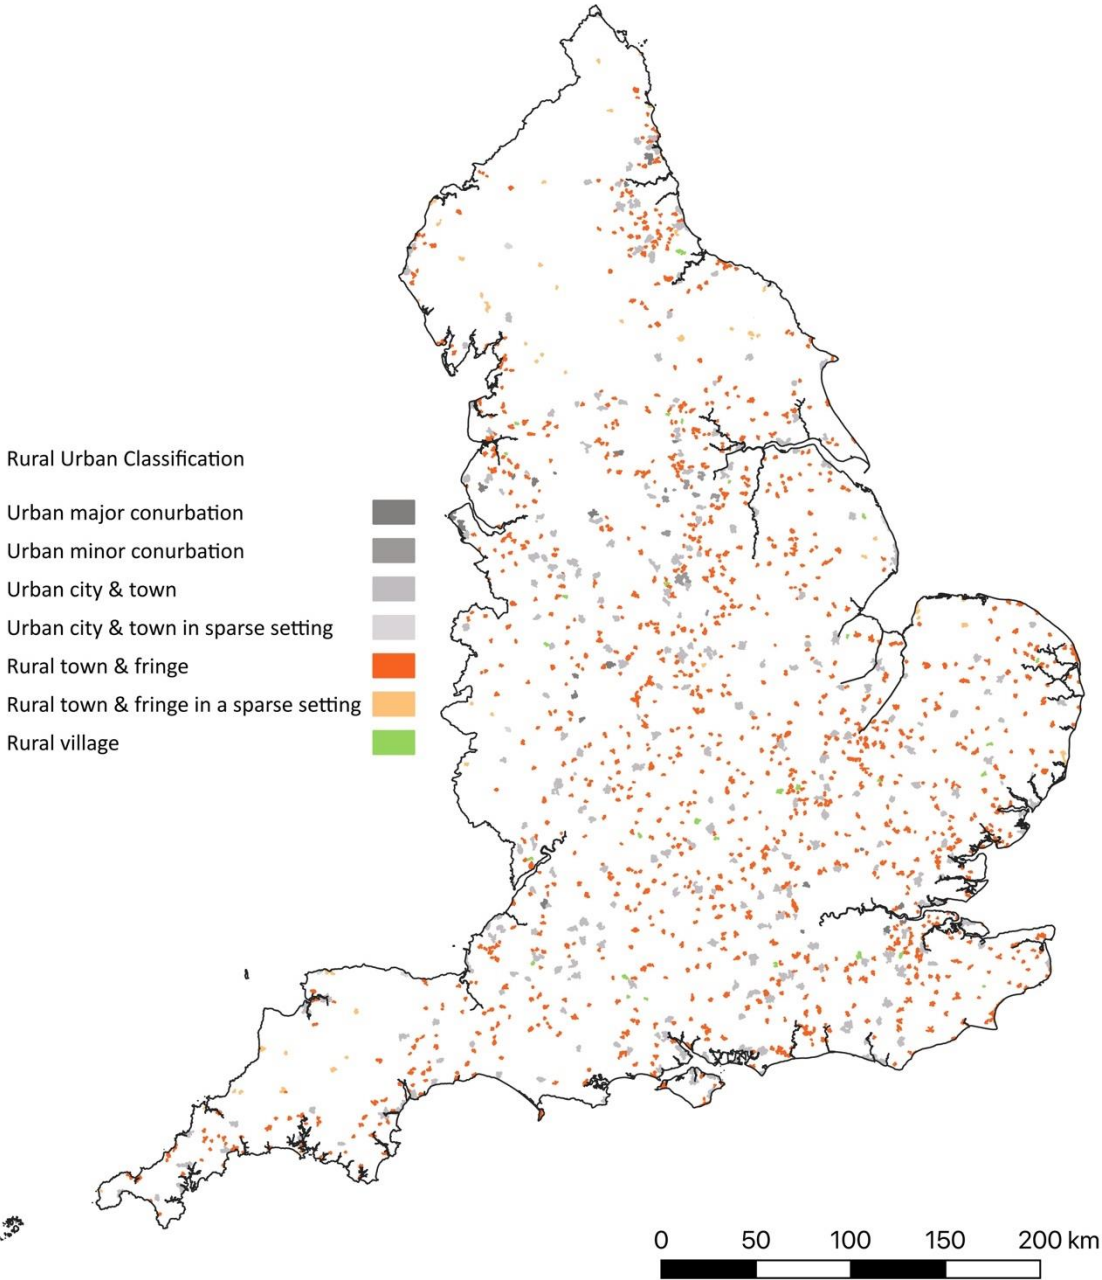 Rural Urban Classification
Urban major conurbation
Urban minor conurbation
Urban city & town
Urban city & town in sparse setting
Rural town & fringe
Rural town & fringe in a sparse setting
Rural village
0 50 100 150 200 km